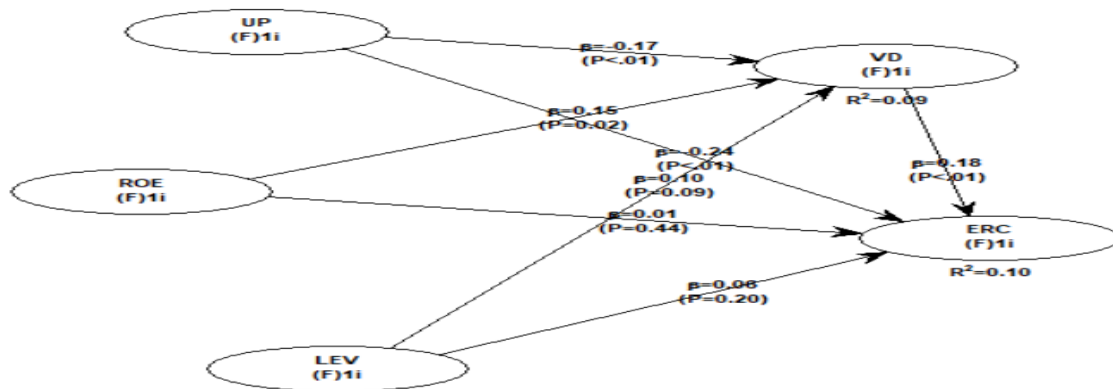 UP
(F)1i
β=-0.17
(P<.01)
VD
(F)1i
R²=0.09
β=0.15
(P=0.02)
β=-0.24
(P<.01)
β=0.10
(P=0.09)
β=0.18
(P<.01)
ROE
(F)1i
β=0.01
(P=0.44)
ERC
(F)1i
R²=0.10
(P=0.20)
LEV
(F)1i